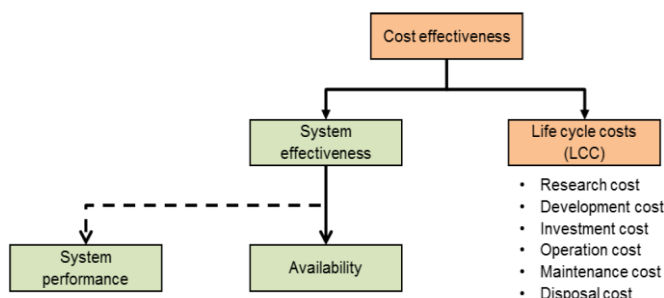 Cost effectiveness
System
effectiveness
Life cycle costs
(LCC)
• Research cost
• Development cost
• Investment cost
• Operation cost
• Maintenance cost
• Disposal cost
System
performance
Availability